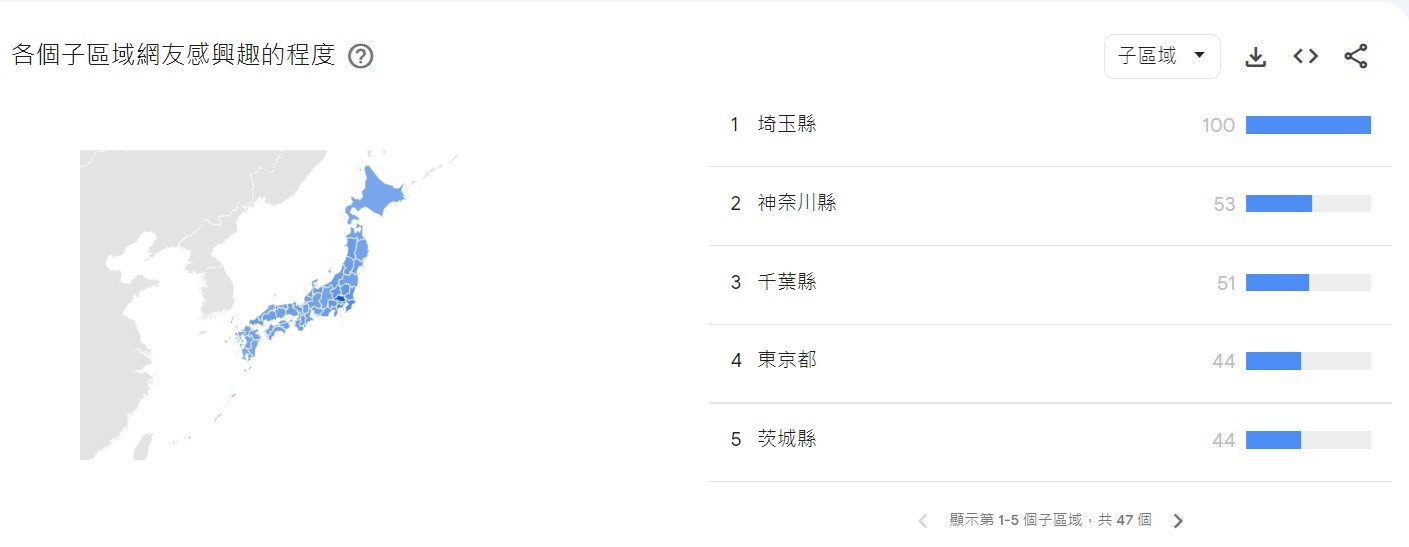 各個子區域網友感興趣的程度
子區域
1 埼玉縣 100
2 神奈川縣 53
3 千葉縣 51
4 東京都 44
5 茨城縣 44
顯示第 1-5 個子區域，共 47 個